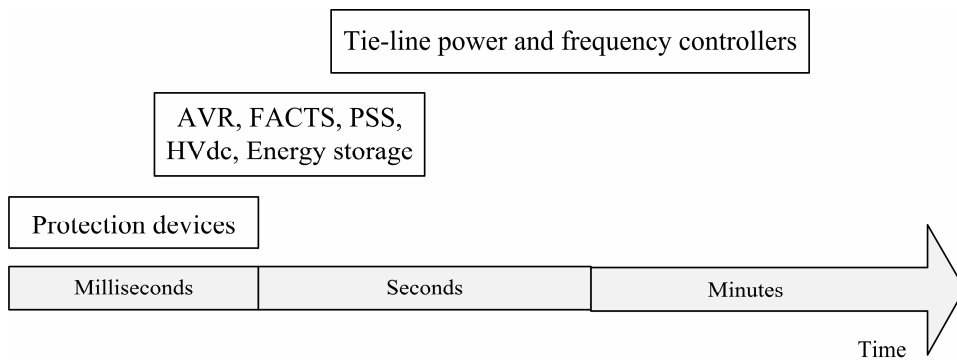 Tie-line power and frequency controllers
AVR, FACTS, PSS,
HVdc, Energy storage
Protection devices
Milliseconds
Seconds
Minutes
Time